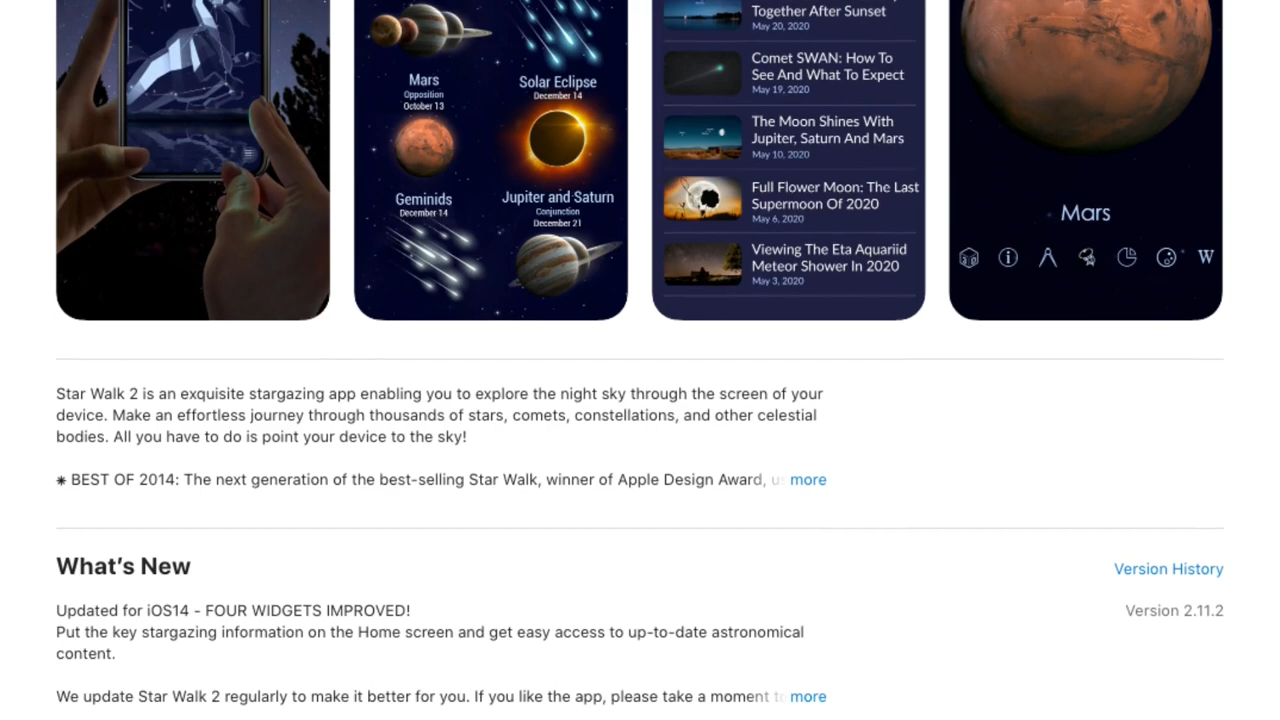 Together After Sunset
May 20, 2020
Mars
Opposition
October 13
Solar Eclipse
December 14
Comet SWAN: How To
See And What To Expect
May 19, 2020
The Moon Shines With
Jupiter, Saturn And Mars
May 10, 2020
Geminids
December 14
Jupiter and Saturn
Conjunction
December 21
Full Flower Moon: The Last
Supermoon Of 2020
May 6, 2020
Viewing The Eta Aquariid
Meteor Shower In 2020
May 3, 2020
Mars
3D
W
Star Walk 2 is an exquisite stargazing app enabling you to explore the night sky through the screen of your
device. Make an effortless journey through thousands of stars, comets, constellations, and other celestial
bodies. All you have to do is point your device to the sky!
✷ BEST OF 2014: The next generation of the best-selling Star Walk, winner of Apple Design Award, more
What's New
Version History
Updated for iOS14 - FOUR WIDGETS IMPROVED!
Version 2.11.2
Put the key stargazing information on the Home screen and get easy access to up-to-date astronomical
content.
We update Star Walk 2 regularly to make it better for you. If you like the app, please take a moment more